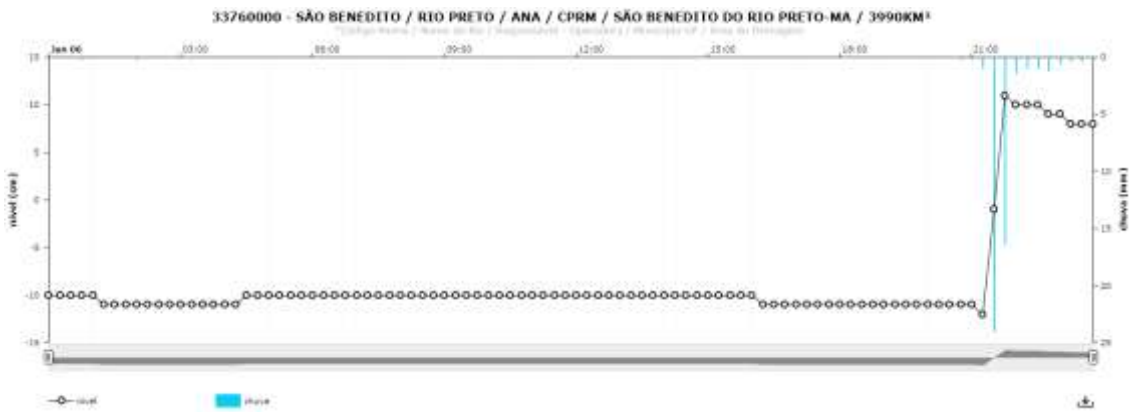 33760000 - SÃO BENEDITO / RIO PRETO / ANA / CPRM / SÃO BENEDITO DO RIO PRETO-MA / 3990KM²
Jan 06 03:00 06:00 09:00 12:00 15:00 18:00 21:00
15 0
10 5
5
0 10
-5 15
-10 20
-15 25
nível (cm)
chuva (mm)
nível chuva